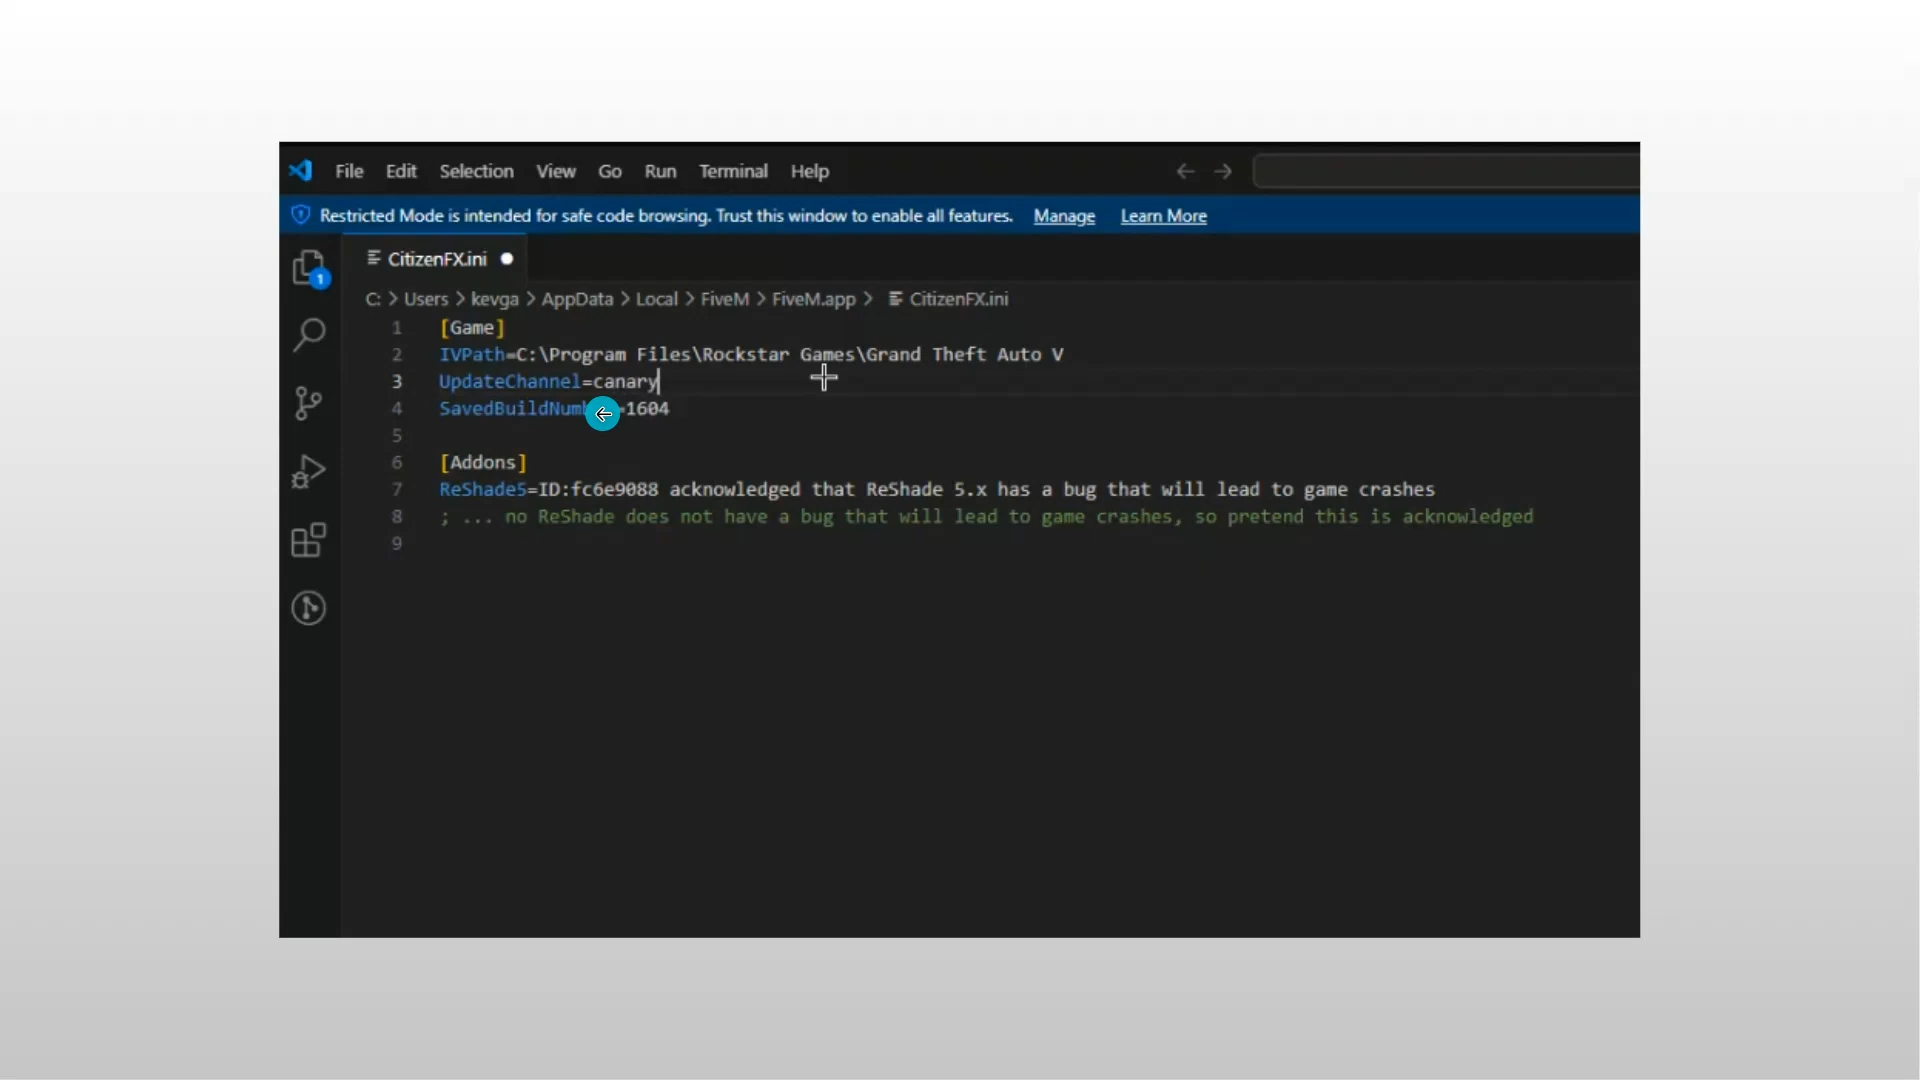 File Edit Selection View Go Run Terminal Help
Restricted Mode is intended for safe code browsing. Trust this window to enable all features. Manage Learn More
CitizenFX.ini
1
C: > Users > kevga > AppData > Local > FiveM > FiveM.app > CitizenFX.ini
1 [Game]
2 IVPath=C:\Program Files\Rockstar Games\Grand Theft Auto V
3 UpdateChannel=canary
4 =1604
5
6 [Addons]
7 ReShade5=ID:fc6e9088 acknowledged that ReShade 5.x has a bug that will lead to game crashes
8 ; ... no ReShade does not have a bug that will lead to game crashes, so pretend this is acknowledged
9